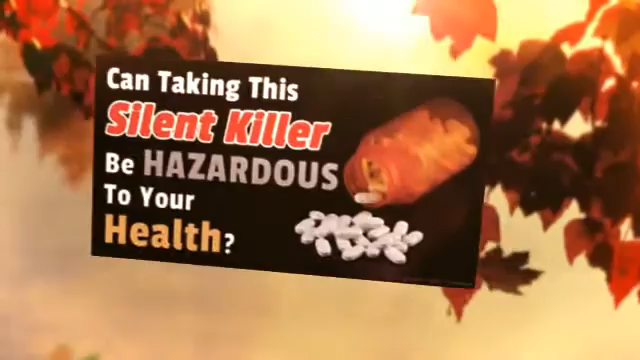 Can Taking This
Silent Killer
Be HAZARDOUS
To Your
Health?